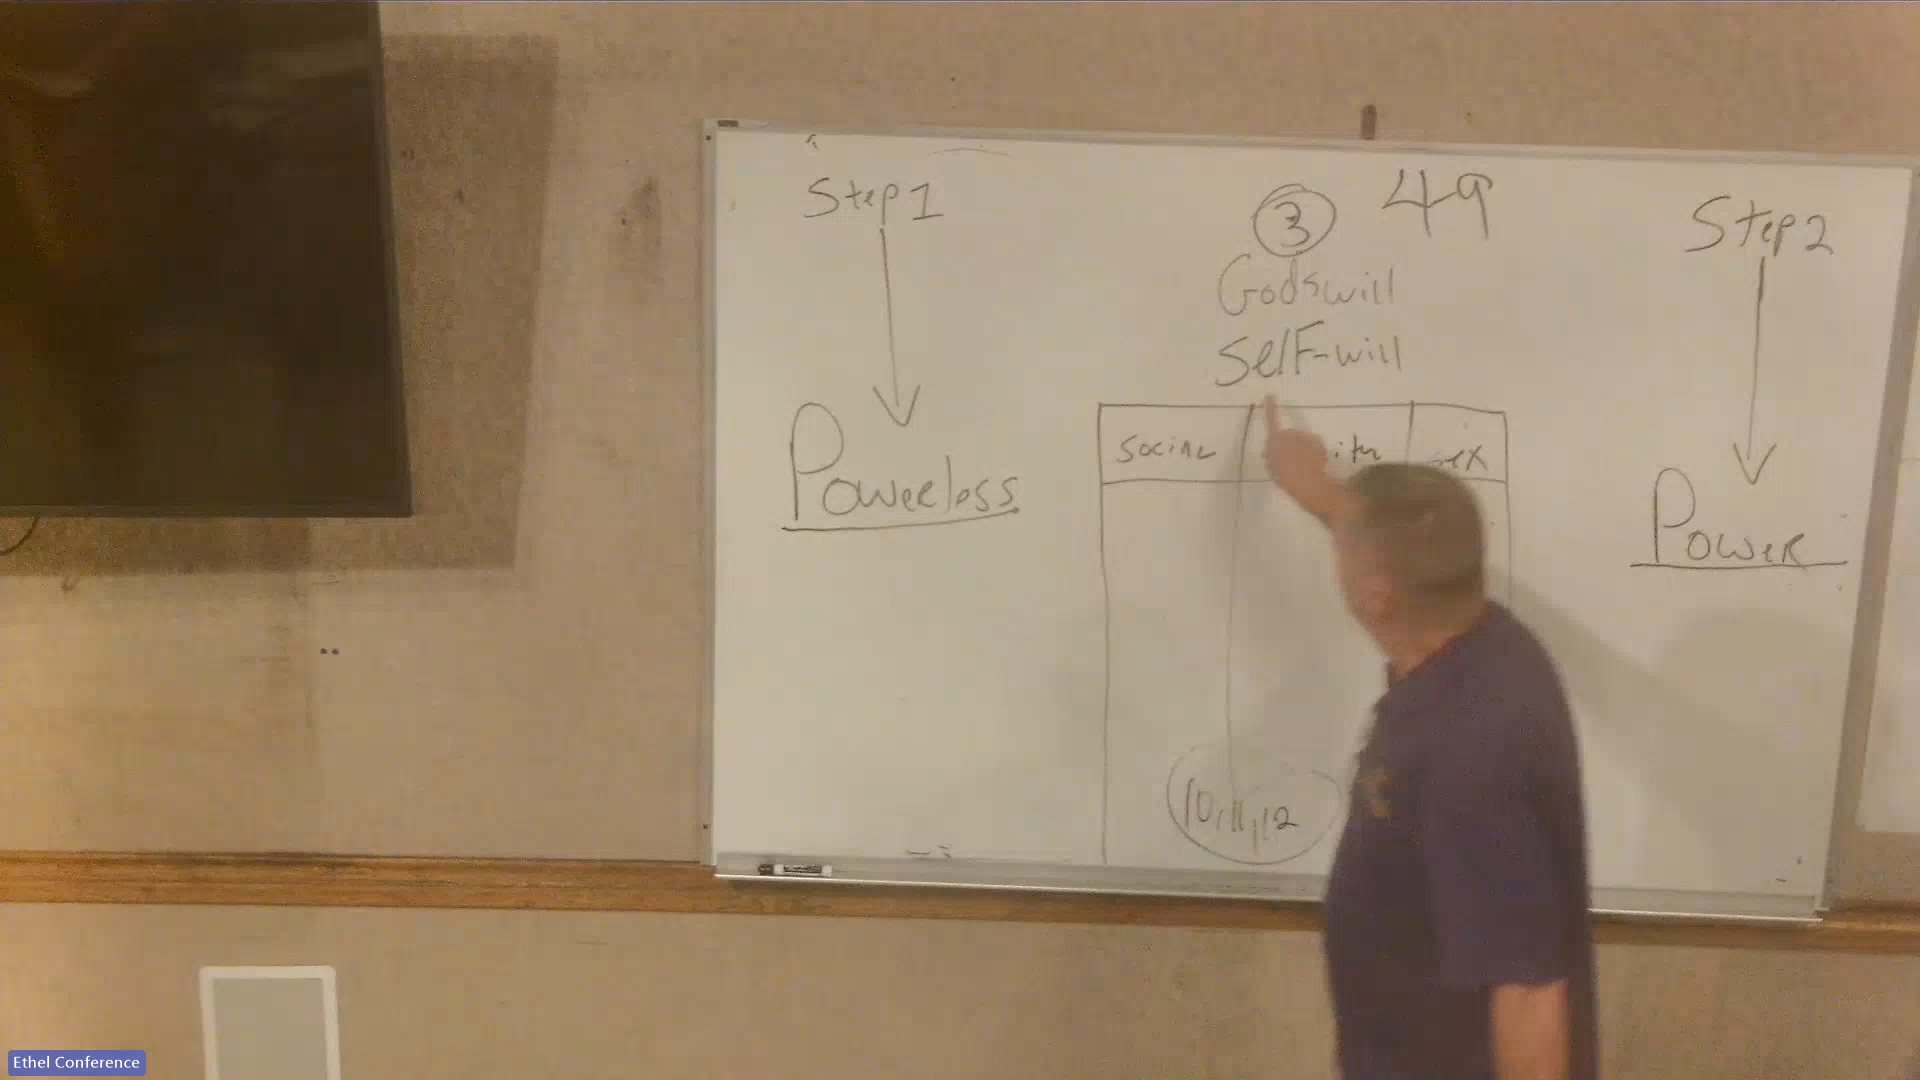 Step 1
③ 49
Step 2
Godswill
Self-will
Social
Sex
Powerless
Power
10, 11, 12
Ethel Conference